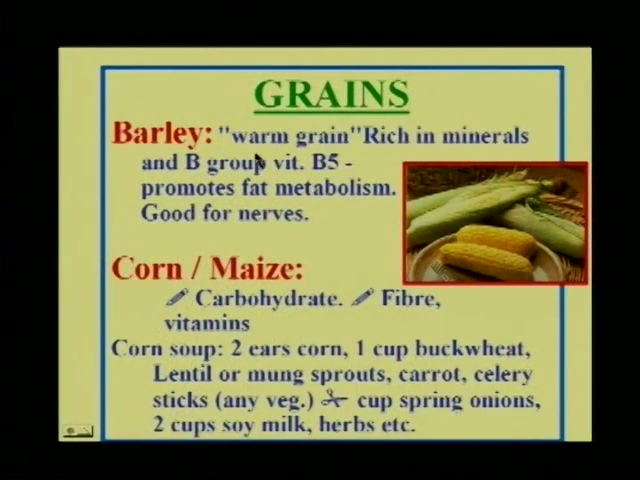 GRAINS
Barley: "warm grain"Rich in minerals
and B group vit. B5 -
promotes fat metabolism.
Good for nerves.
Corn / Maize:
Carbohydrate. Fibre,
vitamins
Corn soup: 2 ears corn, 1 cup buckwheat,
Lentil or mung sprouts, carrot, celery
sticks (any veg.) cup spring onions,
2 cups soy milk, herbs etc.